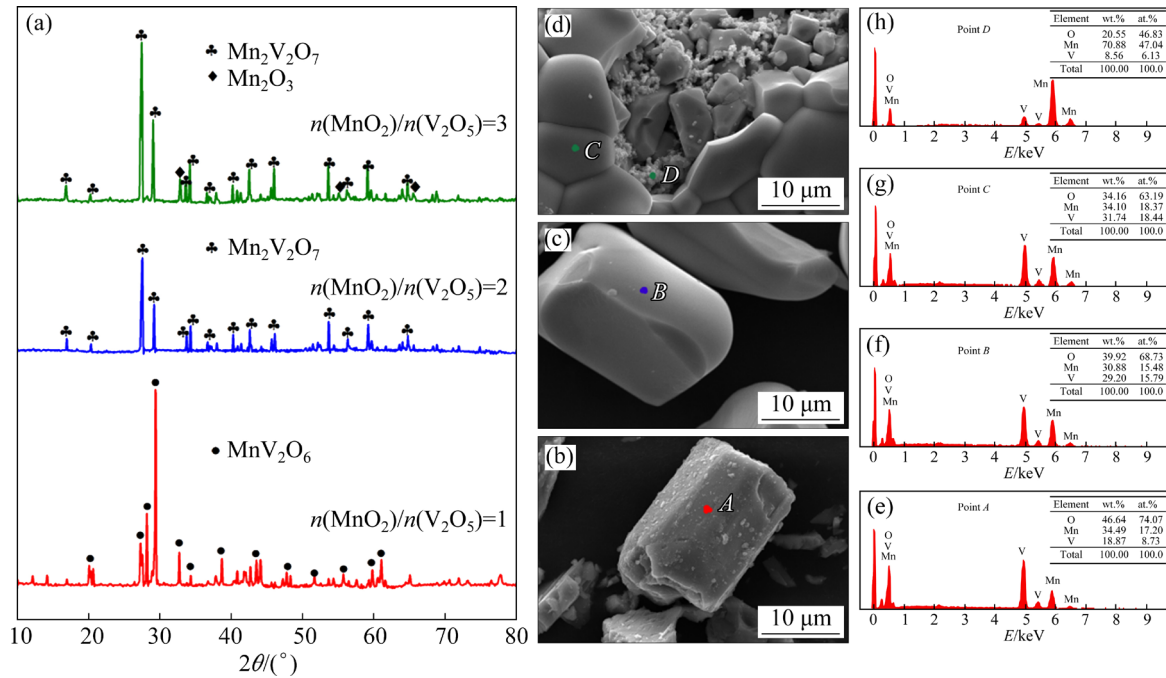 (a)
♣ Mn2V2O7
♦ Mn2O3
n(MnO2)/n(V2O5)=3
♣ Mn2V2O7
n(MnO2)/n(V2O5)=2
● MnV2O6
n(MnO2)/n(V2O5)=1
10 20 30 40 50 60 70 80
2θ/(°)
(d)
C
D
10 μm
(c)
B
10 μm
(b)
A
10 μm
(h)
Point D
Element wt.% at.%
O 20.55 46.83
Mn 70.88 47.04
V 8.56 6.13
Total 100.00 100.0
O
V
Mn
V
V
Mn
Mn
0 1 2 3 4 5 6 7 8 9
E/keV
(g)
Point C
Element wt.% at.%
O 34.16 63.19
Mn 34.10 18.37
V 31.74 18.44
Total 100.00 100.0
O
V
Mn
V
V
Mn
Mn
0 1 2 3 4 5 6 7 8 9
E/keV
(f)
Point B
Element wt.% at.%
O 39.92 68.73
Mn 30.88 15.48
V 29.20 15.79
Total 100.00 100.0
O
V
Mn
V
V
Mn
Mn
0 1 2 3 4 5 6 7 8 9
E/keV
(e)
Point A
Element wt.% at.%
O 46.64 74.07
Mn 34.49 17.20
V 18.87 8.73
Total 100.00 100.0
O
V
Mn
V
V
Mn
Mn
0 1 2 3 4 5 6 7 8 9
E/keV